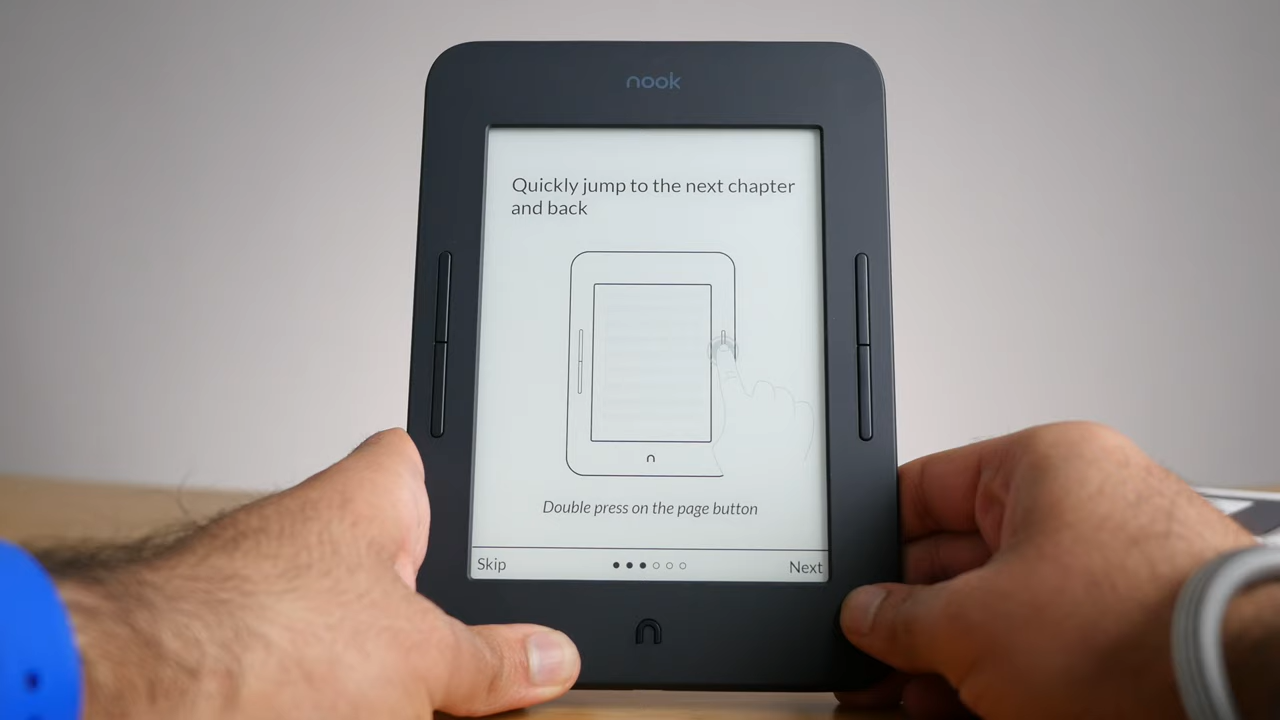 nook
Quickly jump to the next chapter
and back
Double press on the page button
Skip
Next